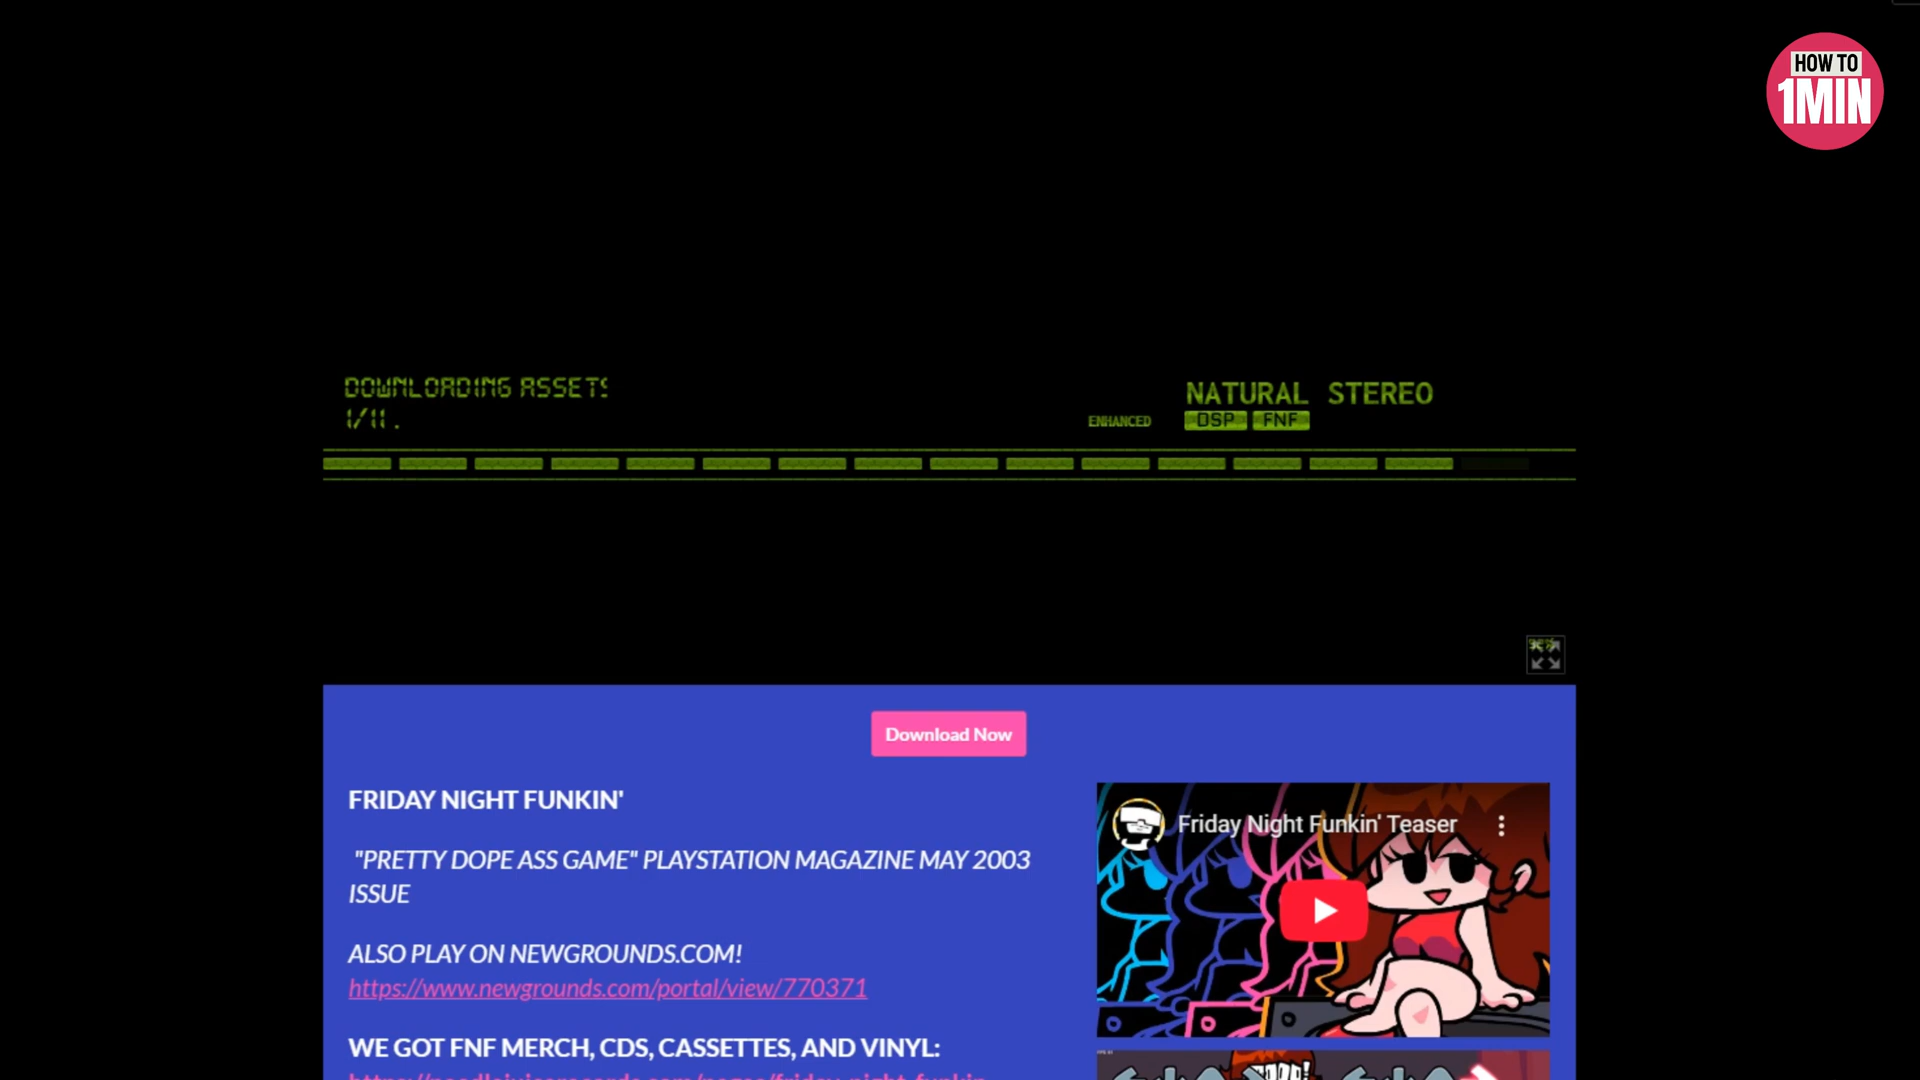 HOW TO
1MIN
DOWNLOADING ASSETS
1/11 .
NATURAL STEREO
ENHANCED DSP FNF
Download Now
FRIDAY NIGHT FUNKIN'
"PRETTY DOPE ASS GAME" PLAYSTATION MAGAZINE MAY 2003
ISSUE
Friday Night Funkin' Teaser
ALSO PLAY ON NEWGROUNDS.COM!
https://www.newgrounds.com/portal/view/770371
WE GOT FNF MERCH, CDS, CASSETTES, AND VINYL: